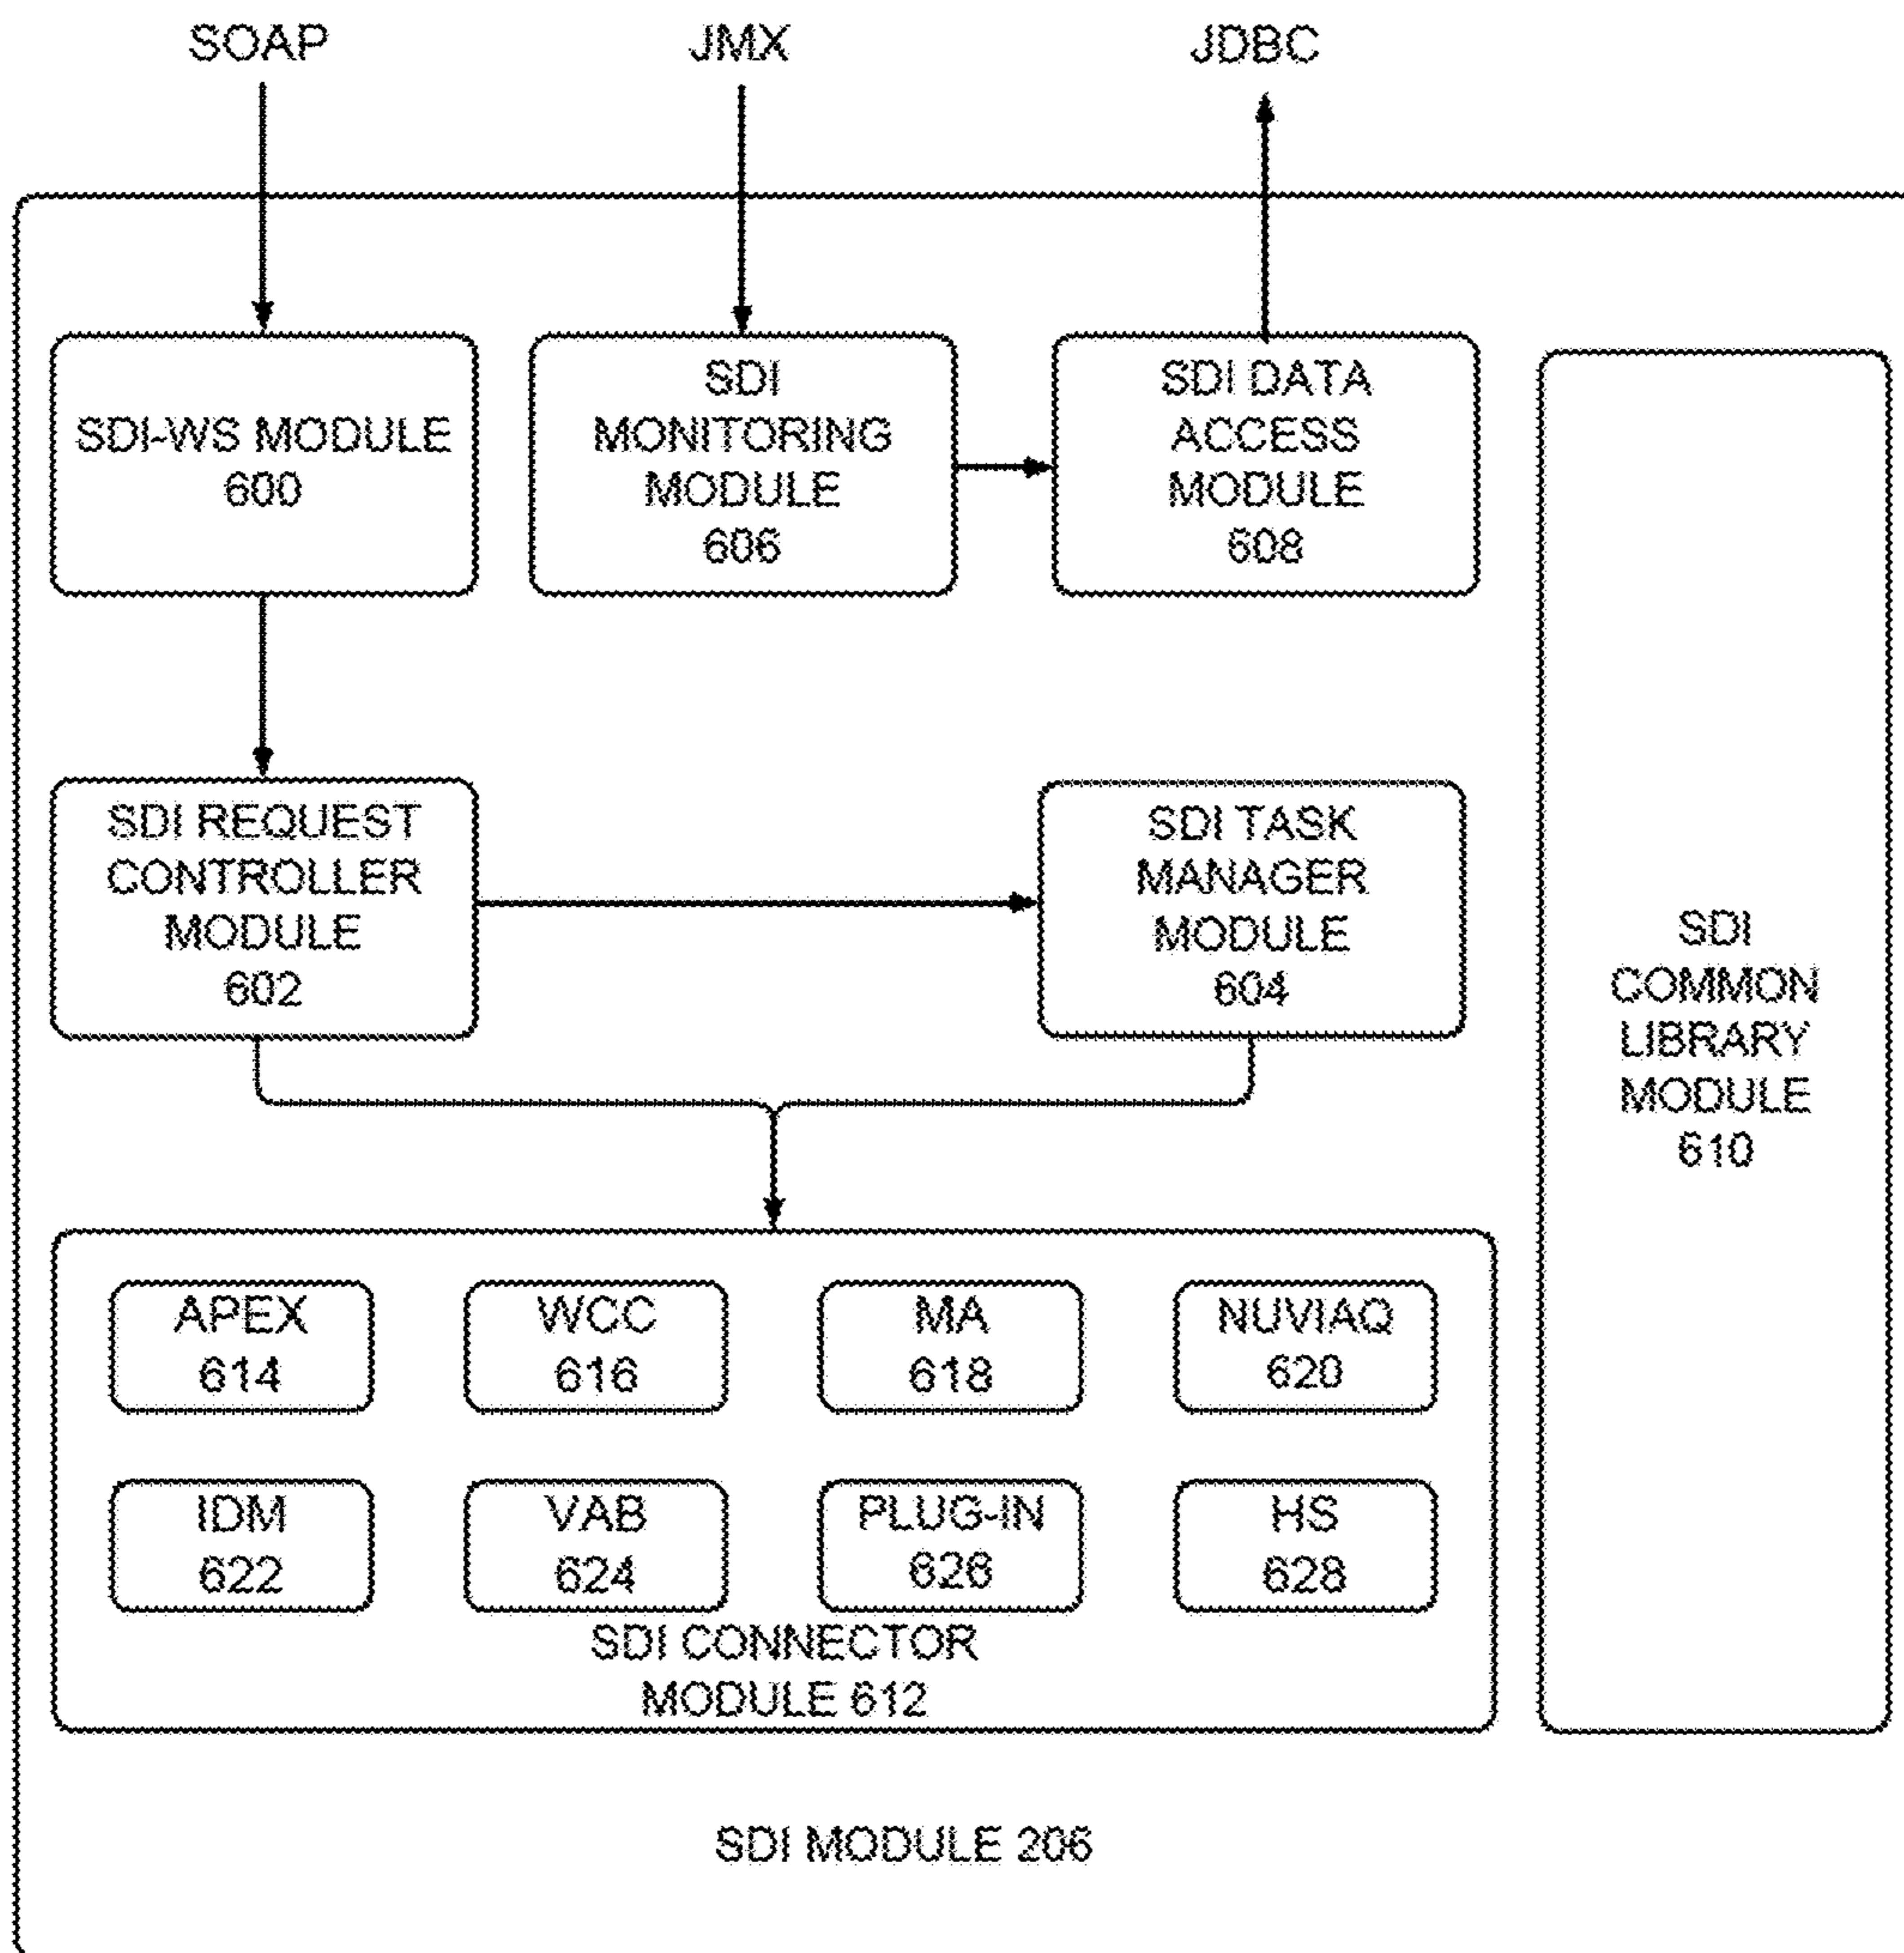 SOAP
JMX
JDBC
SDI-WS MODULE
600
SDI
MONITORING
MODULE
606
SDI DATA
ACCESS
MODULE
608
SDI REQUEST
CONTROLLER
MODULE
602
SDI TASK
MANAGER
MODULE
604
SDI
COMMON
LIBRARY
MODULE
610
APEX
614
WCC
616
MA
618
NUVIAQ
620
IDM
622
VAB
624
PLUG-IN
626
HS
628
SDI CONNECTOR
MODULE 612
SDI MODULE 206